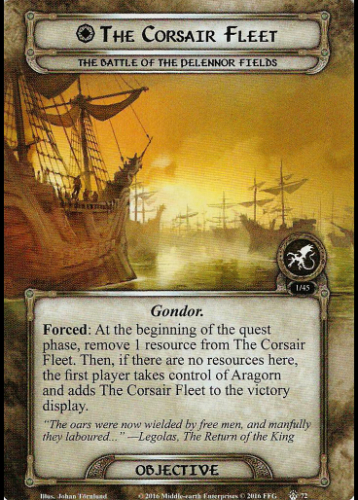 THE CORSAIR FLEET
THE BATTLE OF THE PELENNOR FIELDS
1/45
Gondor.
Forced: At the beginning of the quest
phase, remove 1 resource from The Corsair
Fleet. Then, if there are no resources here,
the first player takes control of Aragorn
and adds The Corsair Fleet to the victory
display.
"The oars were now wielded by free men, and manfully
they laboured..." —Legolas, The Return of the King
OBJECTIVE
Illus. Johan Törnlund ©2016 Middle-earth Enterprises © 2016 FFG 72